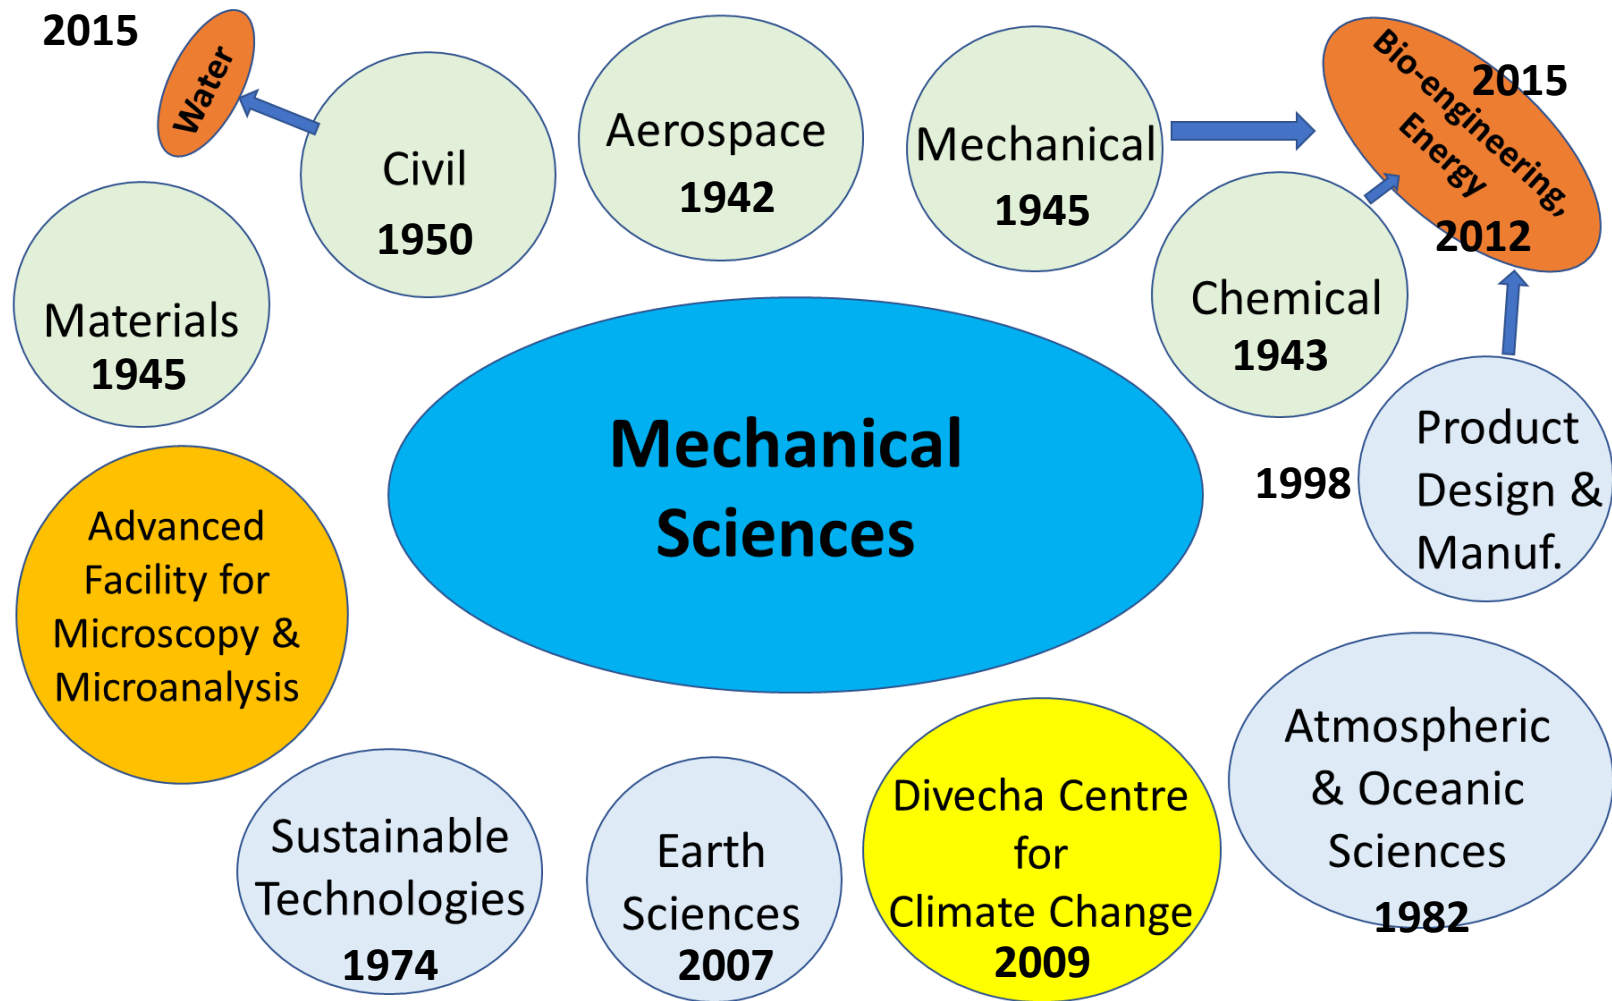 2015
Water
Civil
1950
Aerospace
1942
Mechanical
1945
Bio-engineering,
Energy
2015
2012
Materials
1945
Chemical
1943
Mechanical
Sciences
1998
Product
Design &
Manuf.
Advanced
Facility for
Microscopy &
Microanalysis
Sustainable
Technologies
1974
Earth
Sciences
2007
Divecha Centre
for
Climate Change
2009
Atmospheric
& Oceanic
Sciences
1982